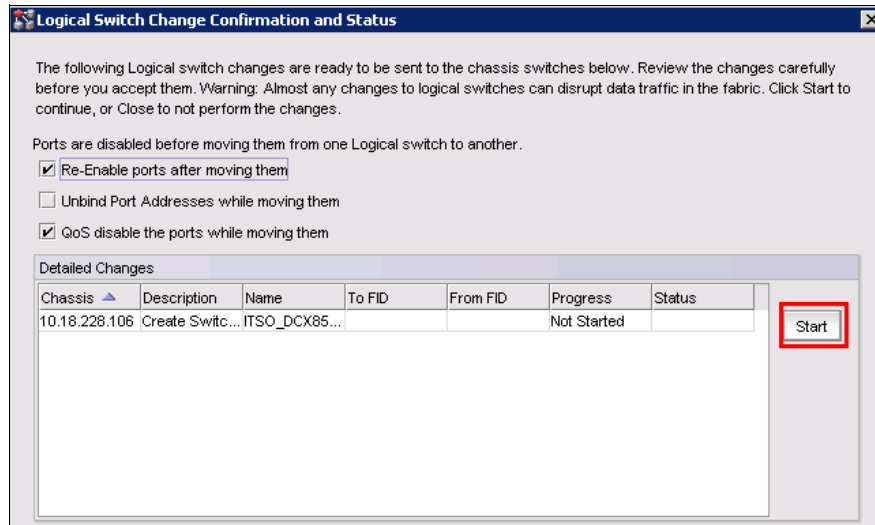 Logical Switch Change Confirmation and Status
The following Logical switch changes are ready to be sent to the chassis switches below. Review the changes carefully
before you accept them. Warning: Almost any changes to logical switches can disrupt data traffic in the fabric. Click Start to
continue, or Close to not perform the changes.
Ports are disabled before moving them from one Logical switch to another.
Re-Enable ports after moving them
Unbind Port Addresses while moving them
QoS disable the ports while moving them
Detailed Changes
Chassis Description Name To FID From FID Progress Status
10.18.228.106 Create Switc... ITSO_DCX85... Not Started
Start